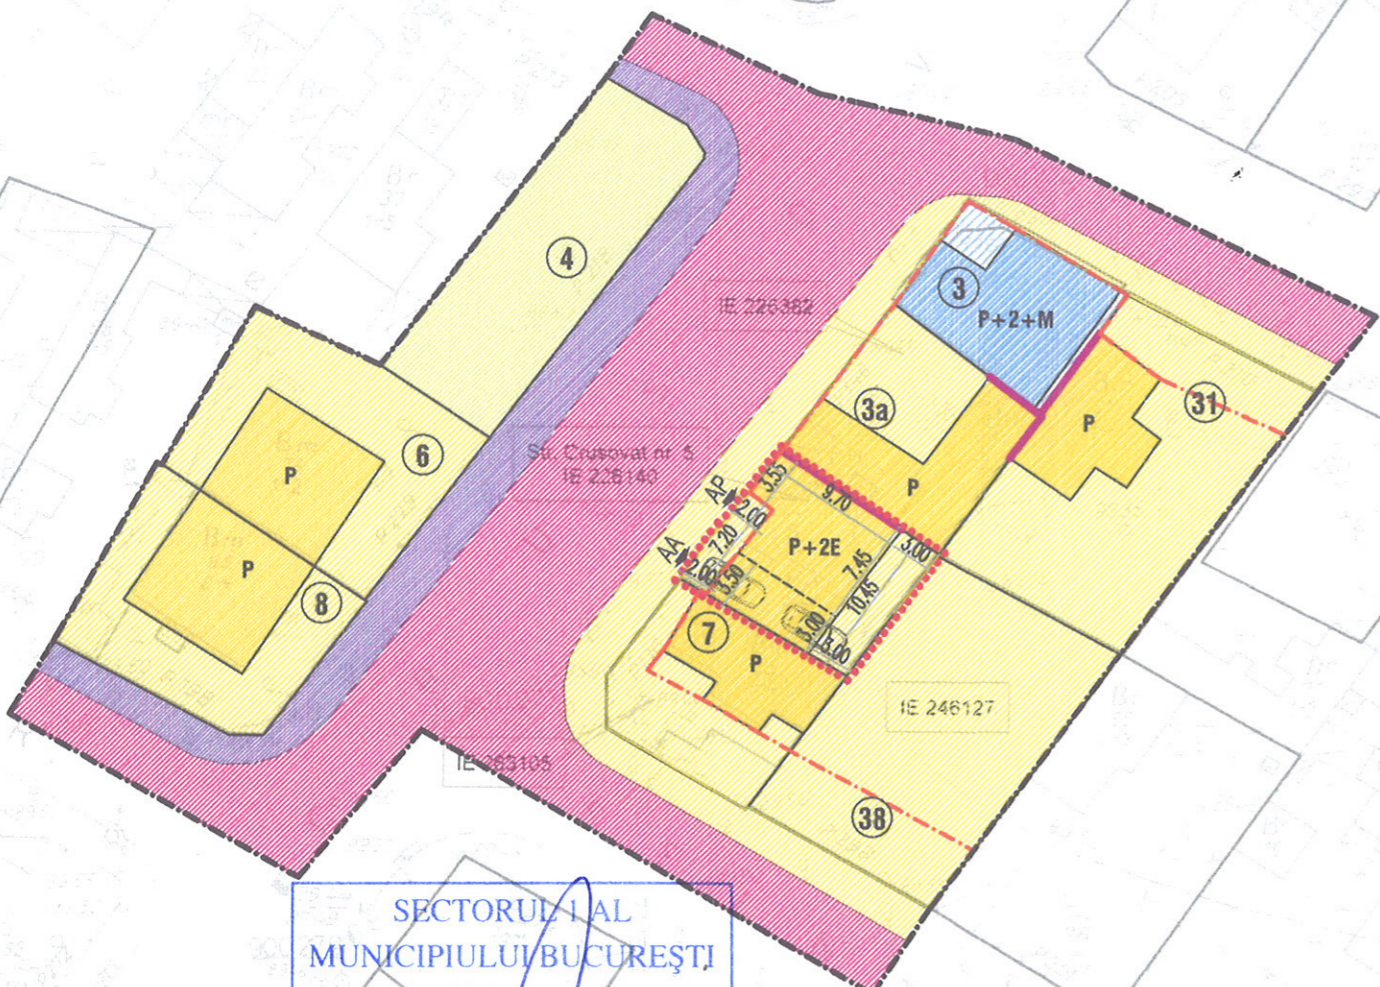 4
IE 226382
3
P+2+M
31
3a
P
6
P
Str. Crusovat nr. 5
IE 226140
P
AP
3.55
9.70
2.00
7.20
P+2E
3.00
AA
7.45
2.00
5.50
10.45
P
8
7
5.00
3.00
P
IE 246127
IE 263105
38
SECTORUL 1 AL
MUNICIPIULUI BUCUREŞTI